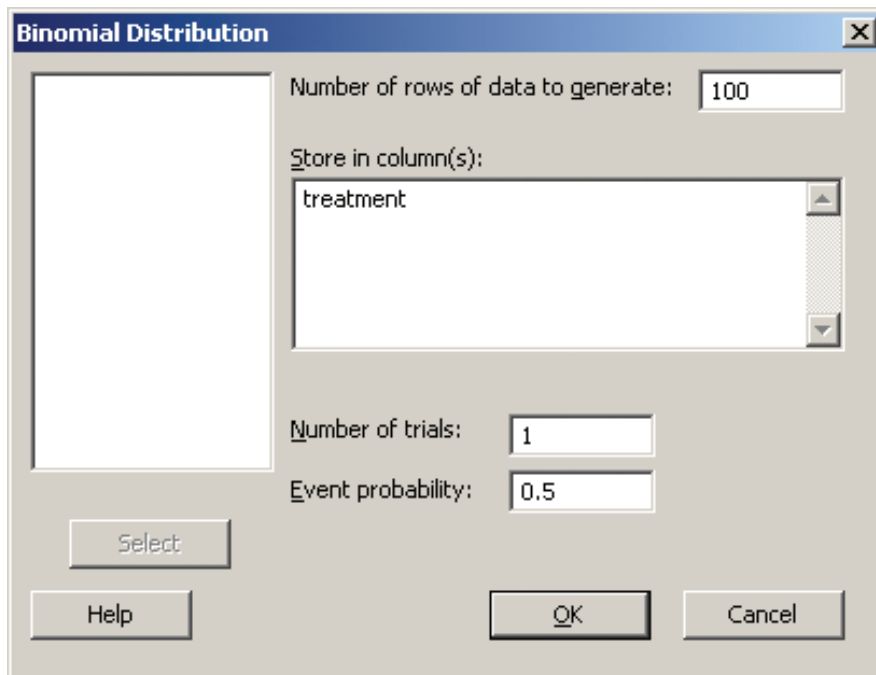 Binomial Distribution
Number of rows of data to generate: 100
Store in column(s):
treatment
Number of trials: 1
Event probability: 0.5
Select
Help OK Cancel